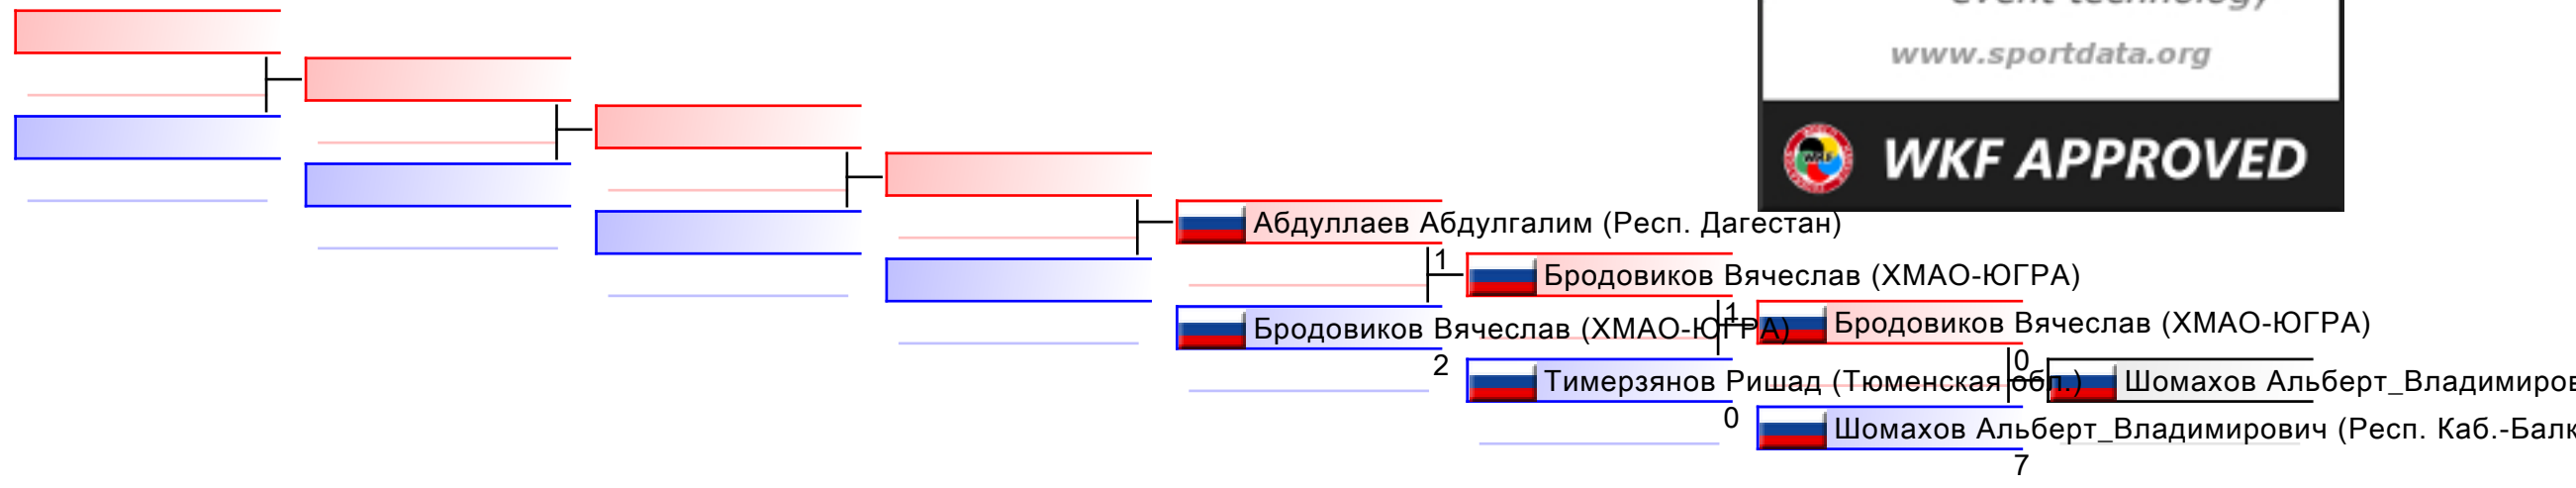 event technology
www.sportdata.org
WKF APPROVED
Абдуллаев Абдулгалим (Респ. Дагестан)
1
Бродовиков Вячеслав (ХМАО-ЮГРА)
Бродовиков Вячеслав (ХМАО-ЮГРА)
2
1
Бродовиков Вячеслав (ХМАО-ЮГРА)
Тимерзянов Ришад (Тюменская обл.)
0
0
Шомахов Альберт_Владимиров
Шомахов Альберт_Владимирович (Респ. Каб.-Балк
7